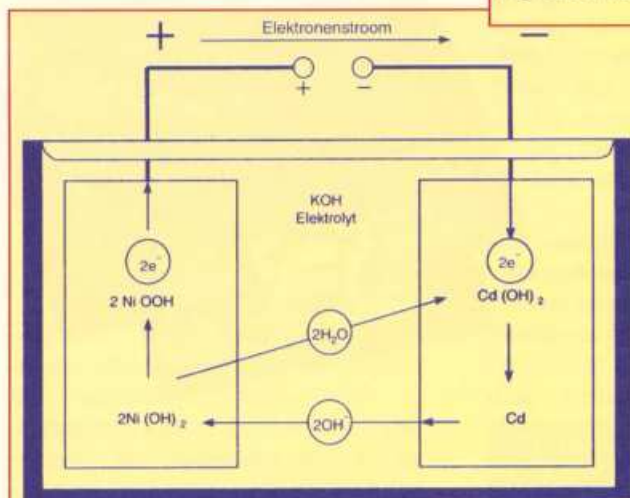 + Elektronenstroom −
+ −
KOH
Elektrolyt
2e⁻ 2e⁻
2 Ni OOH Cd (OH) ₂
2H₂O
2Ni (OH) ₂ 2OH⁻ Cd